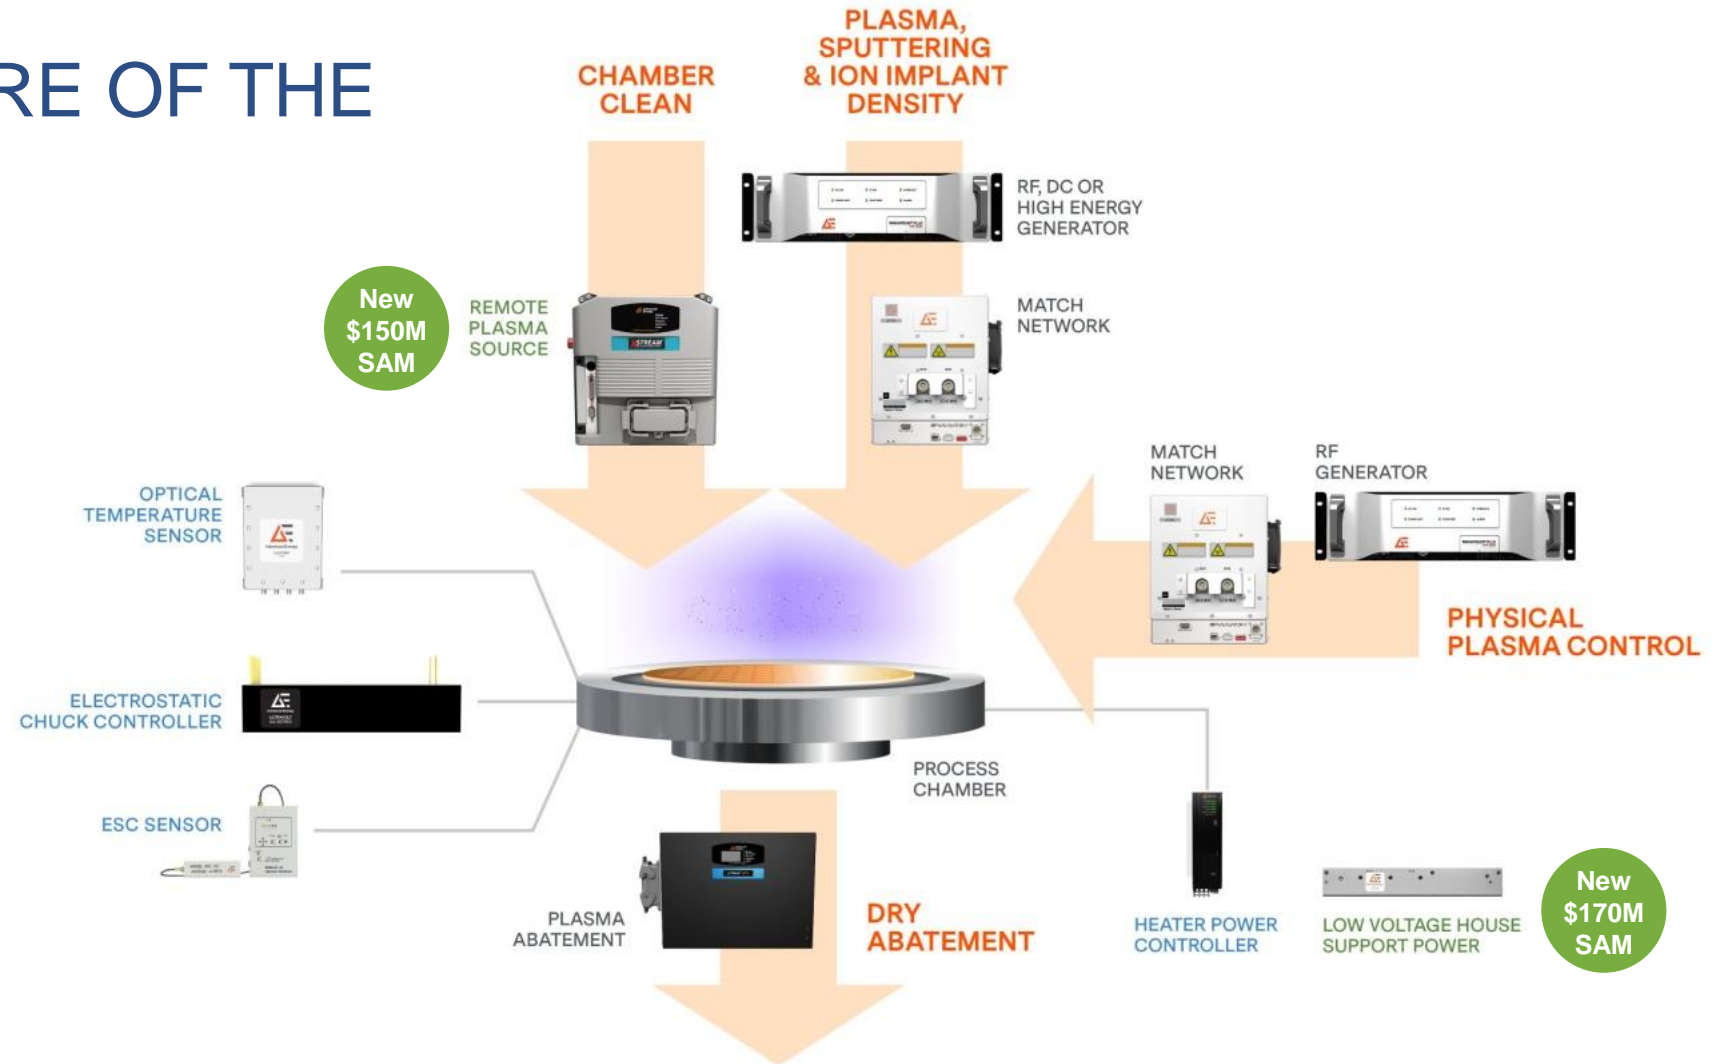 RE OF THE
CHAMBER
CLEAN
PLASMA,
SPUTTERING
& ION IMPLANT
DENSITY
RF, DC OR
HIGH ENERGY
GENERATOR
New
$150M
SAM
REMOTE
PLASMA
SOURCE
MATCH
NETWORK
MATCH
NETWORK
RF
GENERATOR
OPTICAL
TEMPERATURE
SENSOR
PHYSICAL
PLASMA CONTROL
ELECTROSTATIC
CHUCK CONTROLLER
PROCESS
CHAMBER
ESC SENSOR
PLASMA
ABATEMENT
DRY
ABATEMENT
HEATER POWER
CONTROLLER
LOW VOLTAGE HOUSE
SUPPORT POWER
New
$170M
SAM